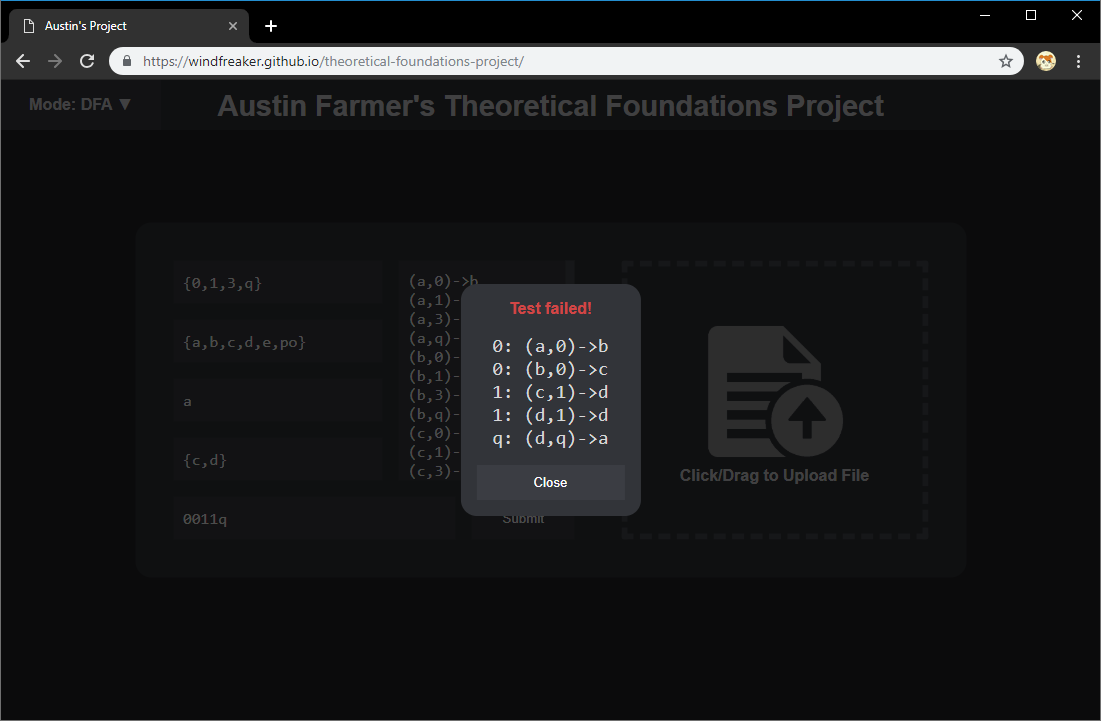 Austin's Project
https://windfreaker.github.io/theoretical-foundations-project/
Mode: DFA ▼
Austin Farmer's Theoretical Foundations Project
{0,1,3,q}
{a,b,c,d,e,po}
a
{c,d}
0011q
(a,0)->b
(a,1)-
(a,3)-
(a,q)-
(b,0)-
(b,1)-
(b,3)-
(b,q)-
(c,0)-
(c,1)-
(c,3)-
Submit
Test failed!
0: (a,0)->b
0: (b,0)->c
1: (c,1)->d
1: (d,1)->d
q: (d,q)->a
Close
Click/Drag to Upload File